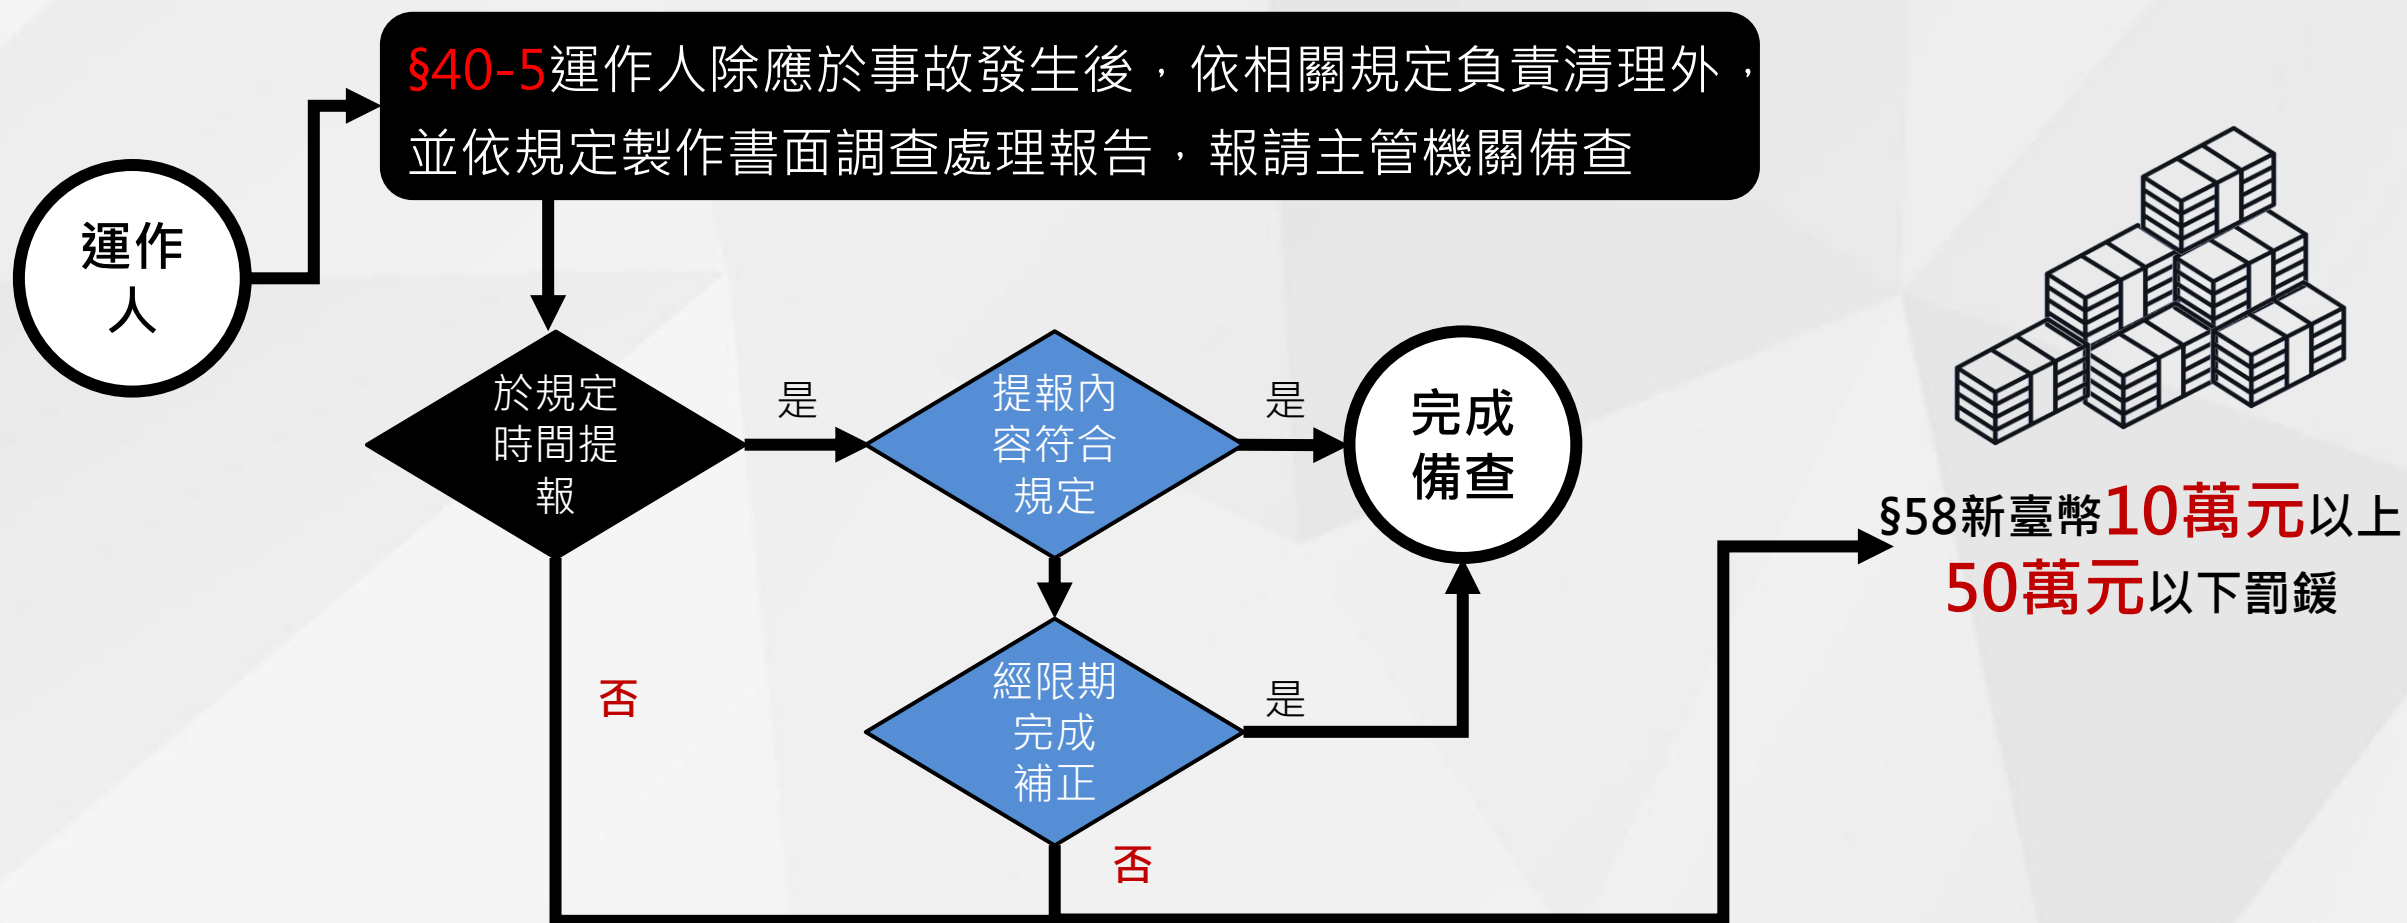 §40-5運作人除應於事故發生後，依相關規定負責清理外，
並依規定製作書面調查處理報告，報請主管機關備查
運作
人
於規定
時間提
報
是
提報內
容符合
規定
是
完成
備查
§58新臺幣10萬元以上
50萬元以下罰鍰
否
經限期
完成
補正
是
否